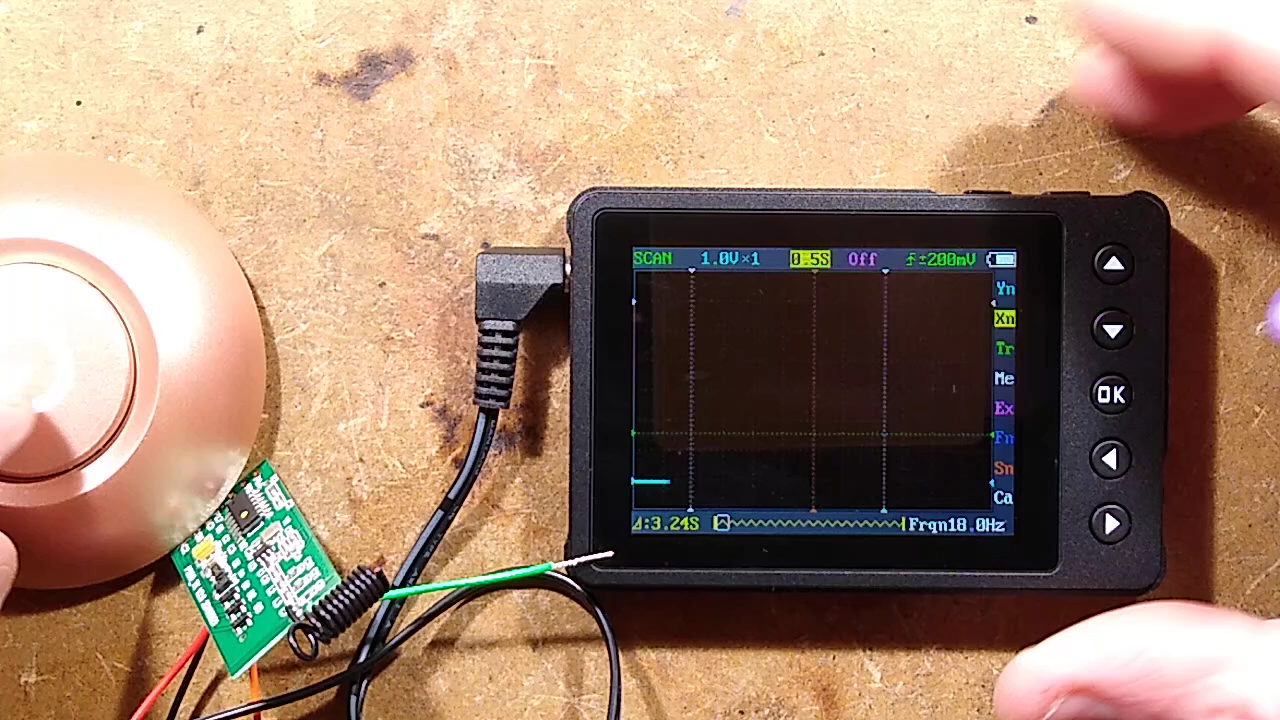 SCAN 1.0V×1 0.5S Off ±200mV
Yn
Xn
Tr
Me
Ex
Fn
Sn
Ca
⊿:3.24S Frqn18.0Hz
OK